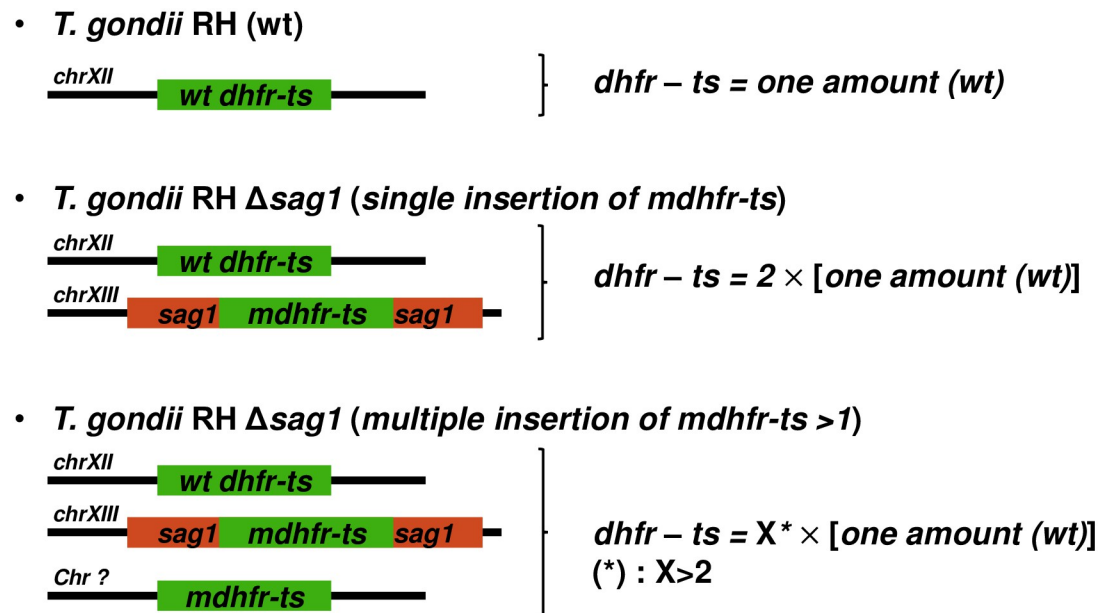 • T. gondii RH (wt)
chrXII
wt dhfr-ts
dhfr – ts = one amount (wt)
• T. gondii RH Δsag1 (single insertion of mdhfr-ts)
chrXII
wt dhfr-ts
chrXIII
sag1 mdhfr-ts sag1
dhfr – ts = 2 × [one amount (wt)]
• T. gondii RH Δsag1 (multiple insertion of mdhfr-ts >1)
chrXII
wt dhfr-ts
chrXIII
sag1 mdhfr-ts sag1
Chr ?
mdhfr-ts
dhfr – ts = X* × [one amount (wt)]
(*) : X>2